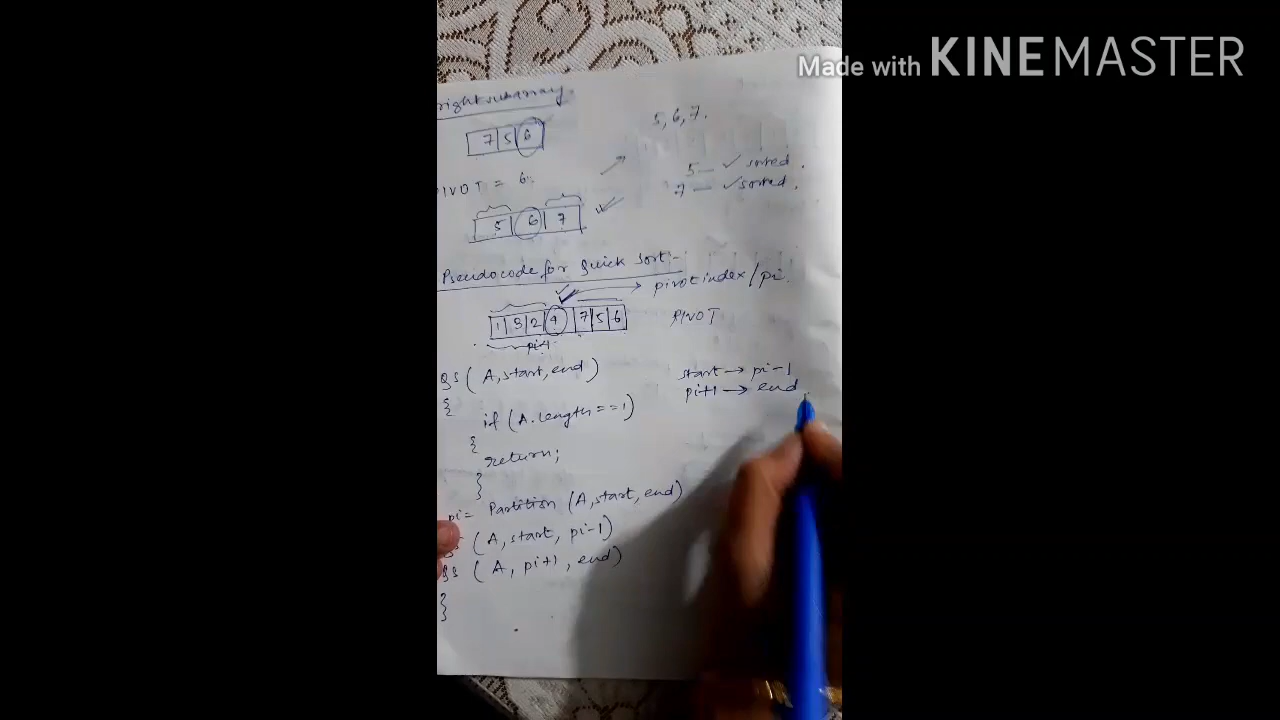 Made with KINEMASTER
right subarray.
7 5 6
5, 6, 7.
PIVOT = 6.
5 — ✓ sorted.
7 — ✓ sorted.
5 6 7
Pseudocode for Quick Sort:-
pivot index / pi.
1 3 2 4 7 5 6
PIVOT
pi-1
QS (A, start, end)
start → pi-1
pi+1 → end
{
if (A.length == 1)
{
return;
}
pi = Partition (A, start, end)
(A, start, pi-1)
QS (A, pi+1, end)
}